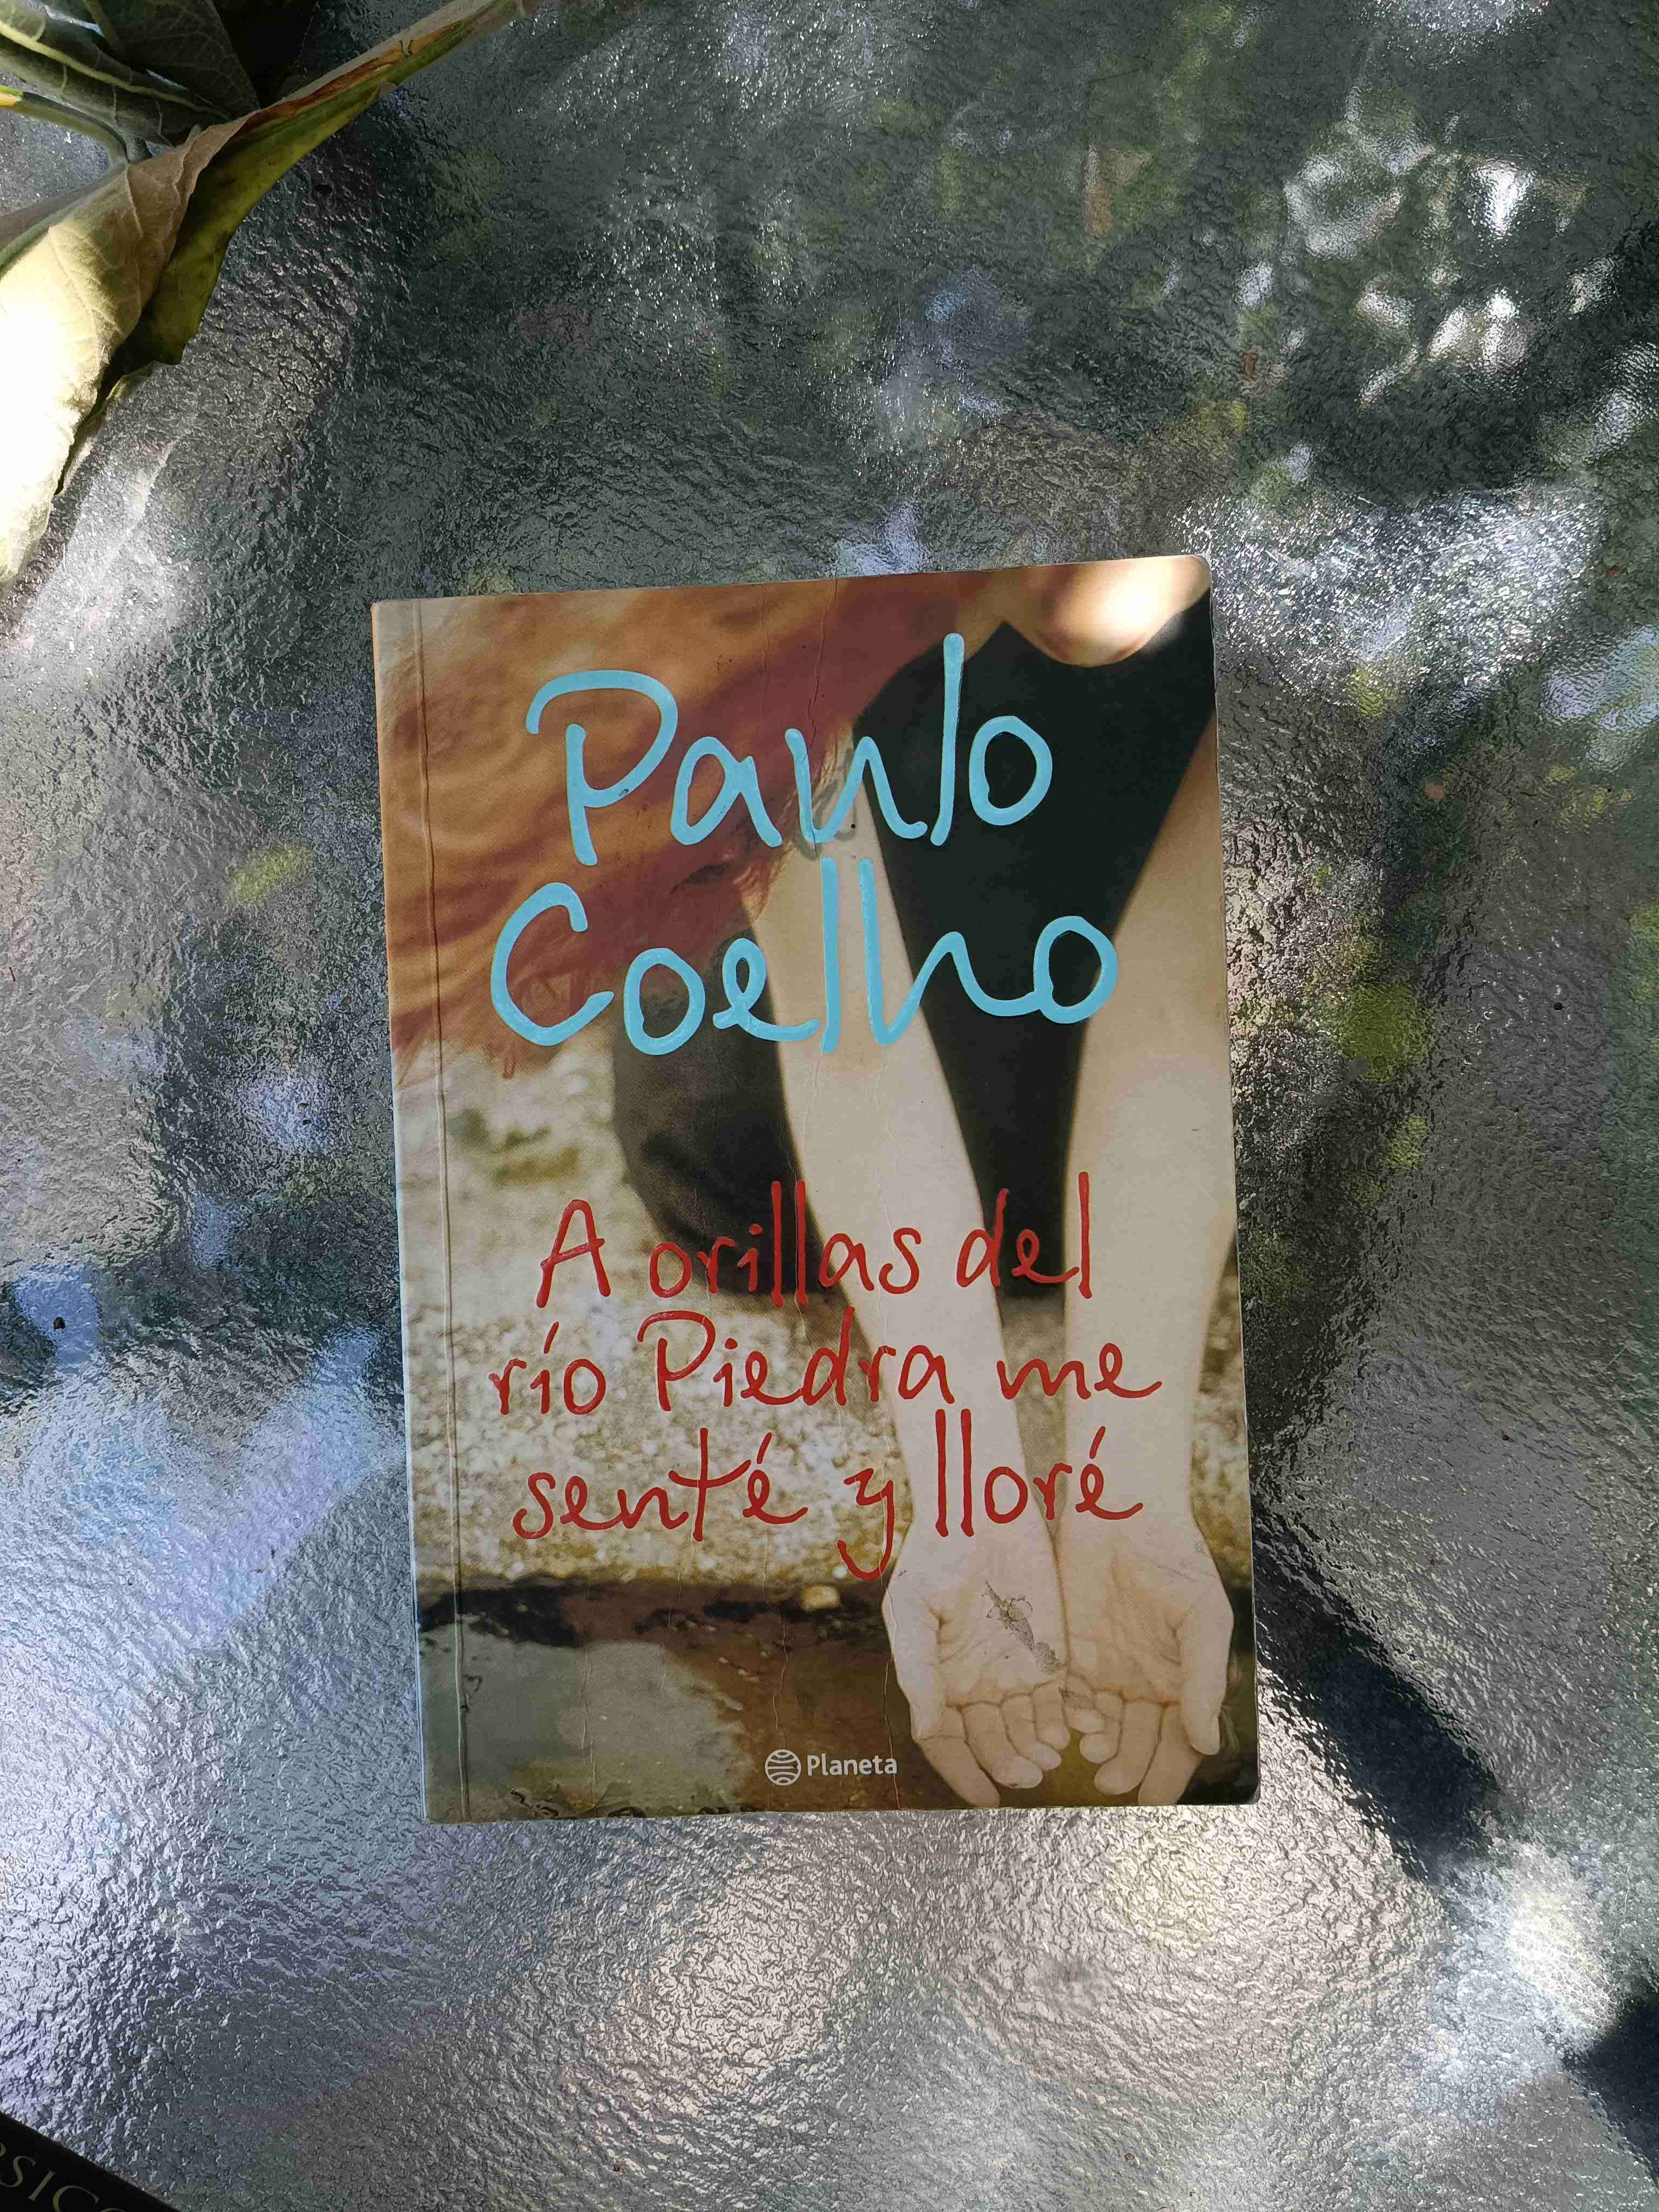 Paulo
Coelho
A orillas del
río Piedra me
senté y lloré
Planeta